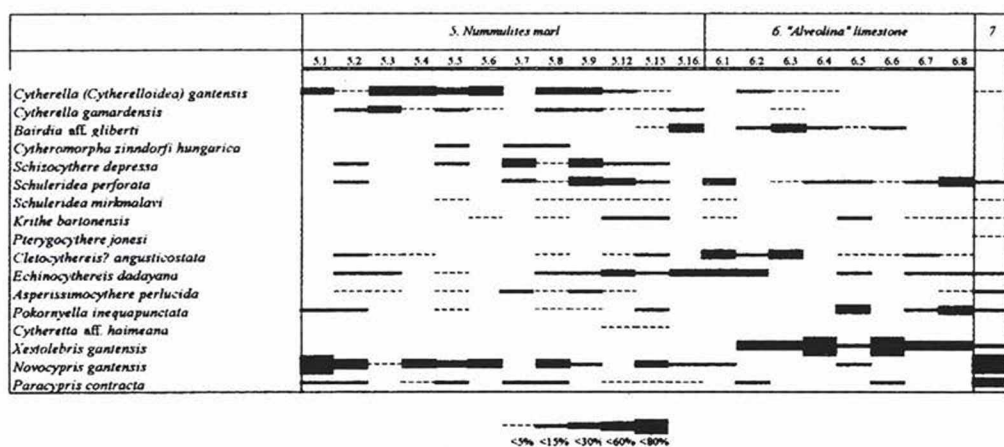 5. Nummulites marl 6. "Alveolina" limestone 7
5.1 5.2 5.3 5.4 5.5 5.6 5.7 5.8 5.9 5.12 5.15 5.16. 6.1 6.2 6.3 6.4 6.5 6.6 6.7 6.8
Cytherella (Cytherelloidea) gantensis
Cytherella gamardensis
Bairdia aff. gliberti
Cytheromorpha zinndorfi hungarica
Schizocythere depressa
Schuleridea perforata
Schuleridea mirkmalavi
Krithe bartonensis
Pterygocythere jonesi
Cletocythereis? angusticostata
Echinocythereis dadayana
Asperissimocythere perlucida
Pokornyella inequapunctata
Cytheretta aff. haimeana
Xestolebris gantensis
Novocypris gantensis
Paracypris contracta
<5% <15% <30% <60% <80%